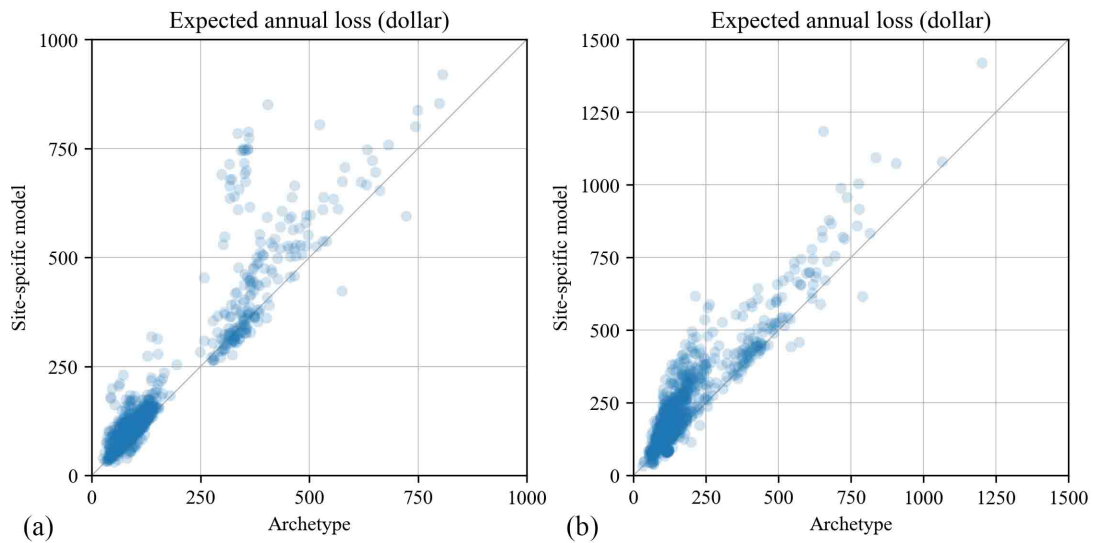 Expected annual loss (dollar)
1000
750
500
250
0
0 250 500 750 1000
Site-spcific model
Archetype
(a)
Expected annual loss (dollar)
1500
1250
1000
750
500
250
0
0 250 500 750 1000 1250 1500
Site-spcific model
Archetype
(b)